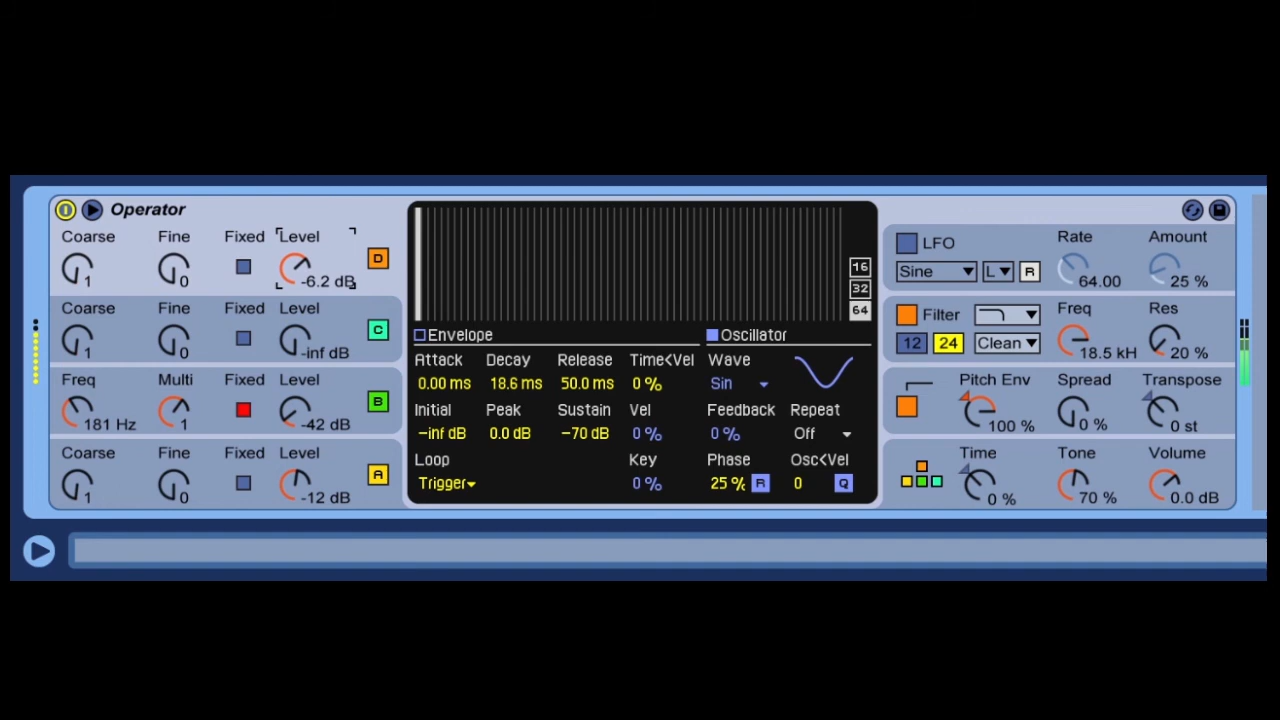 Operator
Coarse Fine Fixed Level
1 0 -6.2 dB D
Coarse Fine Fixed Level
1 0 -inf dB C
Freq Multi Fixed Level
181 Hz 1 -42 dB B
Coarse Fine Fixed Level
1 0 -12 dB A
16
32
64
Envelope Oscillator
Attack Decay Release Time<Vel Wave
0.00 ms 18.6 ms 50.0 ms 0 % Sin
Initial Peak Sustain Vel Feedback Repeat
-inf dB 0.0 dB -70 dB 0 % 0 % Off
Loop Key Phase Osc<Vel
Trigger 0 % 25 % R 0 Q
LFO Rate Amount
Sine L R 64.00 25 %
Filter Freq Res
12 24 Clean 18.5 kH 20 %
Pitch Env Spread Transpose
100 % 0 % 0 st
Time Tone Volume
0 % 70 % 0.0 dB